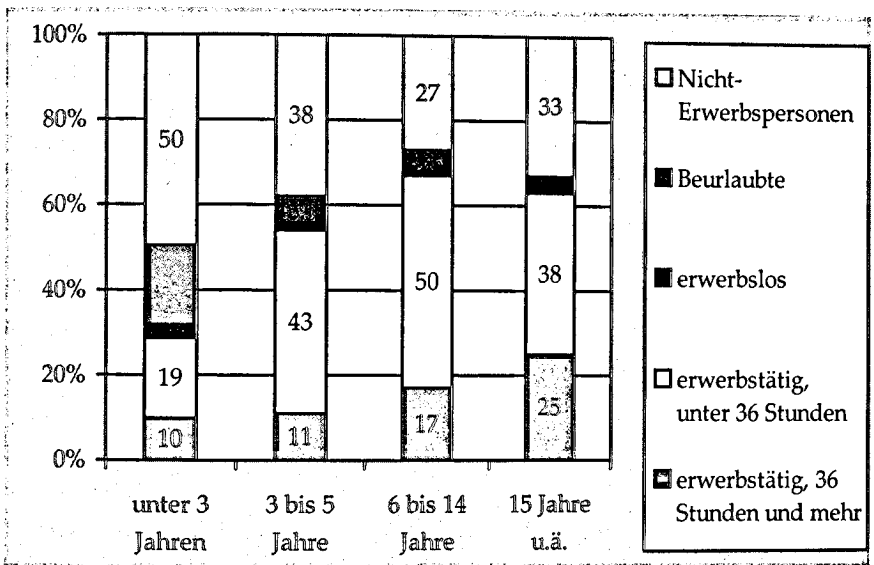 100%
80%
60%
40%
20%
0%
50
19
10
38
43
11
27
50
17
33
38
25
unter 3
Jahren
3 bis 5
Jahre
6 bis 14
Jahre
15 Jahre
u.ä.
Nicht-
Erwerbspersonen
Beurlaubte
erwerbslos
erwerbstätig,
unter 36 Stunden
erwerbstätig, 36
Stunden und mehr